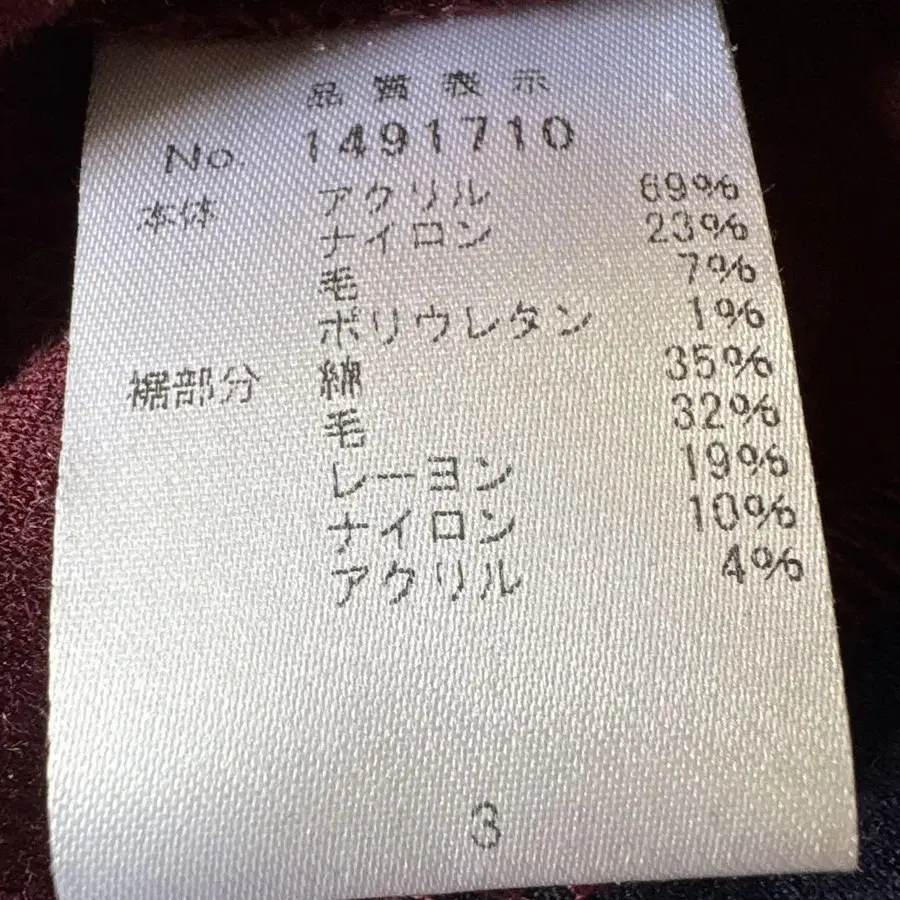 品質表示
No. 1491710
本体 アクリル 69%
ナイロン 23%
毛 7%
ポリウレタン 1%
裾部分 綿 35%
毛 32%
レーヨン 19%
ナイロン 10%
アクリル 4%
3